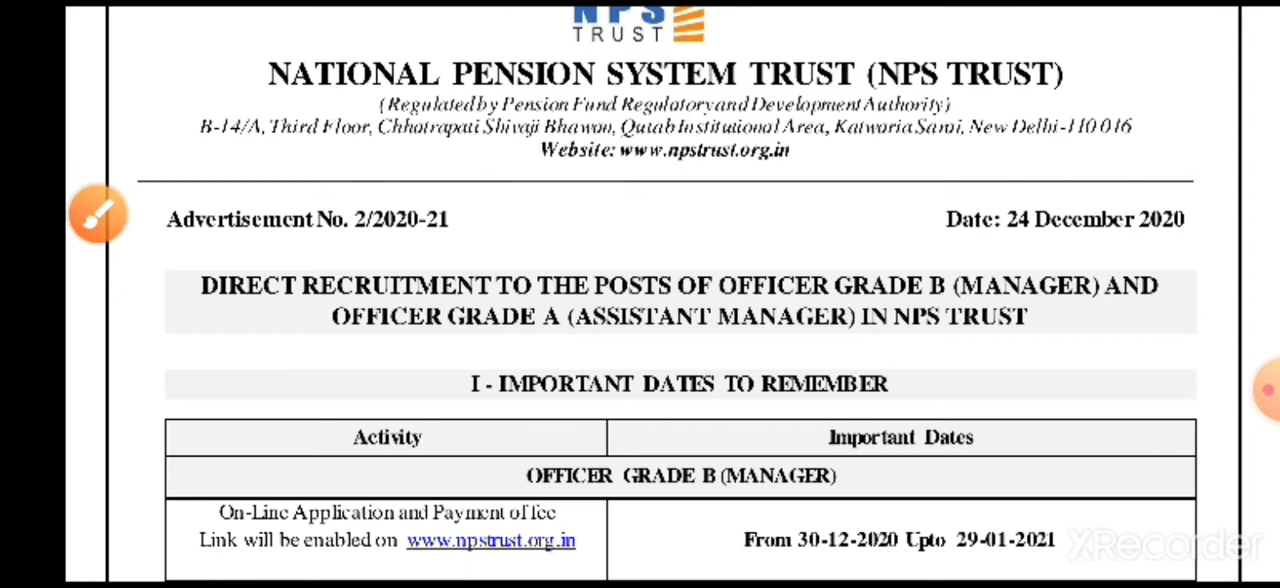 NPS
TRUST
NATIONAL PENSION SYSTEM TRUST (NPS TRUST)
(Regulated by Pension Fund Regulatory and Development Authority)
B-14/A, Third Floor, Chhatrapati Shivaji Bhawan, Qutab Institutional Area, Katwaria Sarai, New Delhi-110 016
Website: www.npstrust.org.in
Advertisement No. 2/2020-21 Date: 24 December 2020
DIRECT RECRUITMENT TO THE POSTS OF OFFICER GRADE B (MANAGER) AND
OFFICER GRADE A (ASSISTANT MANAGER) IN NPS TRUST
I - IMPORTANT DATES TO REMEMBER
Activity Important Dates
OFFICER GRADE B (MANAGER)
On-Line Application and Payment of fee
Link will be enabled on www.npstrust.org.in From 30-12-2020 Upto 29-01-2021
XRecorder